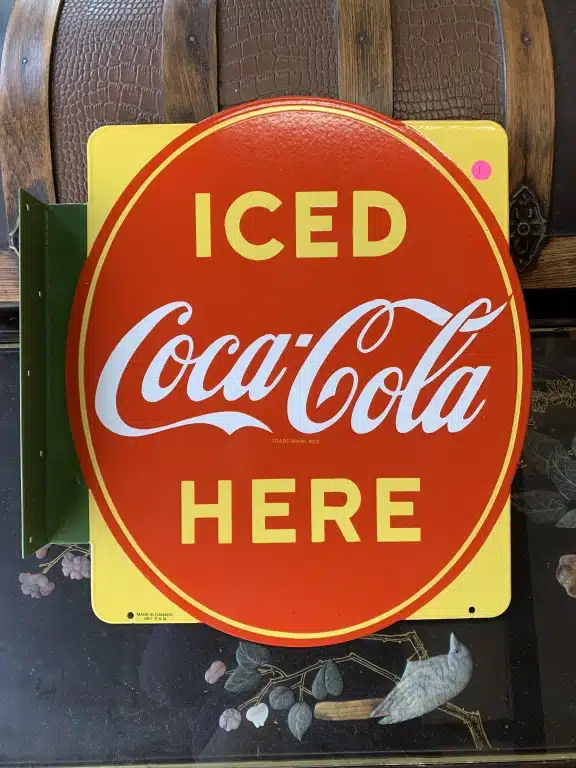 ICED
Coca-Cola
TRADE MARK REG
HERE
MADE IN CANADA